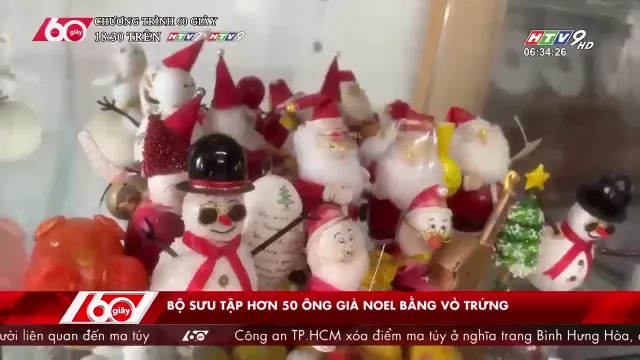 60 giây
CHƯƠNG TRÌNH 60 GIÂY
18:30 TRÊN HTV7 HTV9
HTV9 HD
06:34:26
60 giây
BỘ SƯU TẬP HƠN 50 ÔNG GIÀ NOEL BẰNG VỎ TRỨNG
ười liên quan đến ma túy 60 giây Công an TP.HCM xóa điểm ma túy ở nghĩa trang Bình Hưng Hòa,